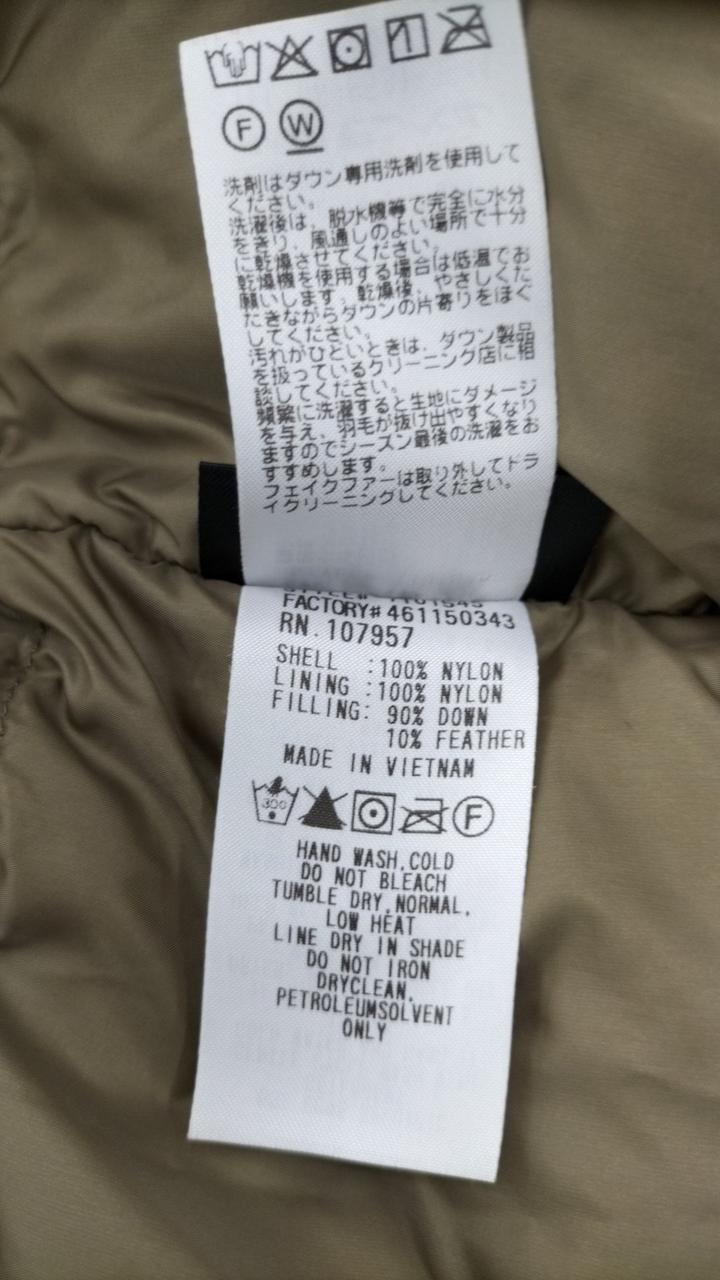 F W
洗剤はダウン専用洗剤を使用して
ください。
洗濯後は、脱水機等で完全に水分
をきり、風通しのよい場所で十分
に乾燥させてください。
乾燥機を使用する場合は低温でお
願いします。乾燥後、やさしくた
たきながらダウンの片寄りをほぐ
してください。
汚れがひどいときは、ダウン製品
を扱っているクリーニング店に相
談してください。
頻繁に洗濯すると生地にダメージ
を与え、羽毛が抜け出やすくなり
ますのでシーズン最後の洗濯をお
すすめします。
フェイクファーは取り外してドラ
イクリーニングしてください。
FACTORY# 461150343
RN.107957
SHELL :100% NYLON
LINING :100% NYLON
FILLING: 90% DOWN
10% FEATHER
MADE IN VIETNAM
300 F
HAND WASH,COLD
DO NOT BLEACH
TUMBLE DRY,NORMAL,
LOW HEAT
LINE DRY IN SHADE
DO NOT IRON
DRYCLEAN,
PETROLEUMSOLVENT
ONLY